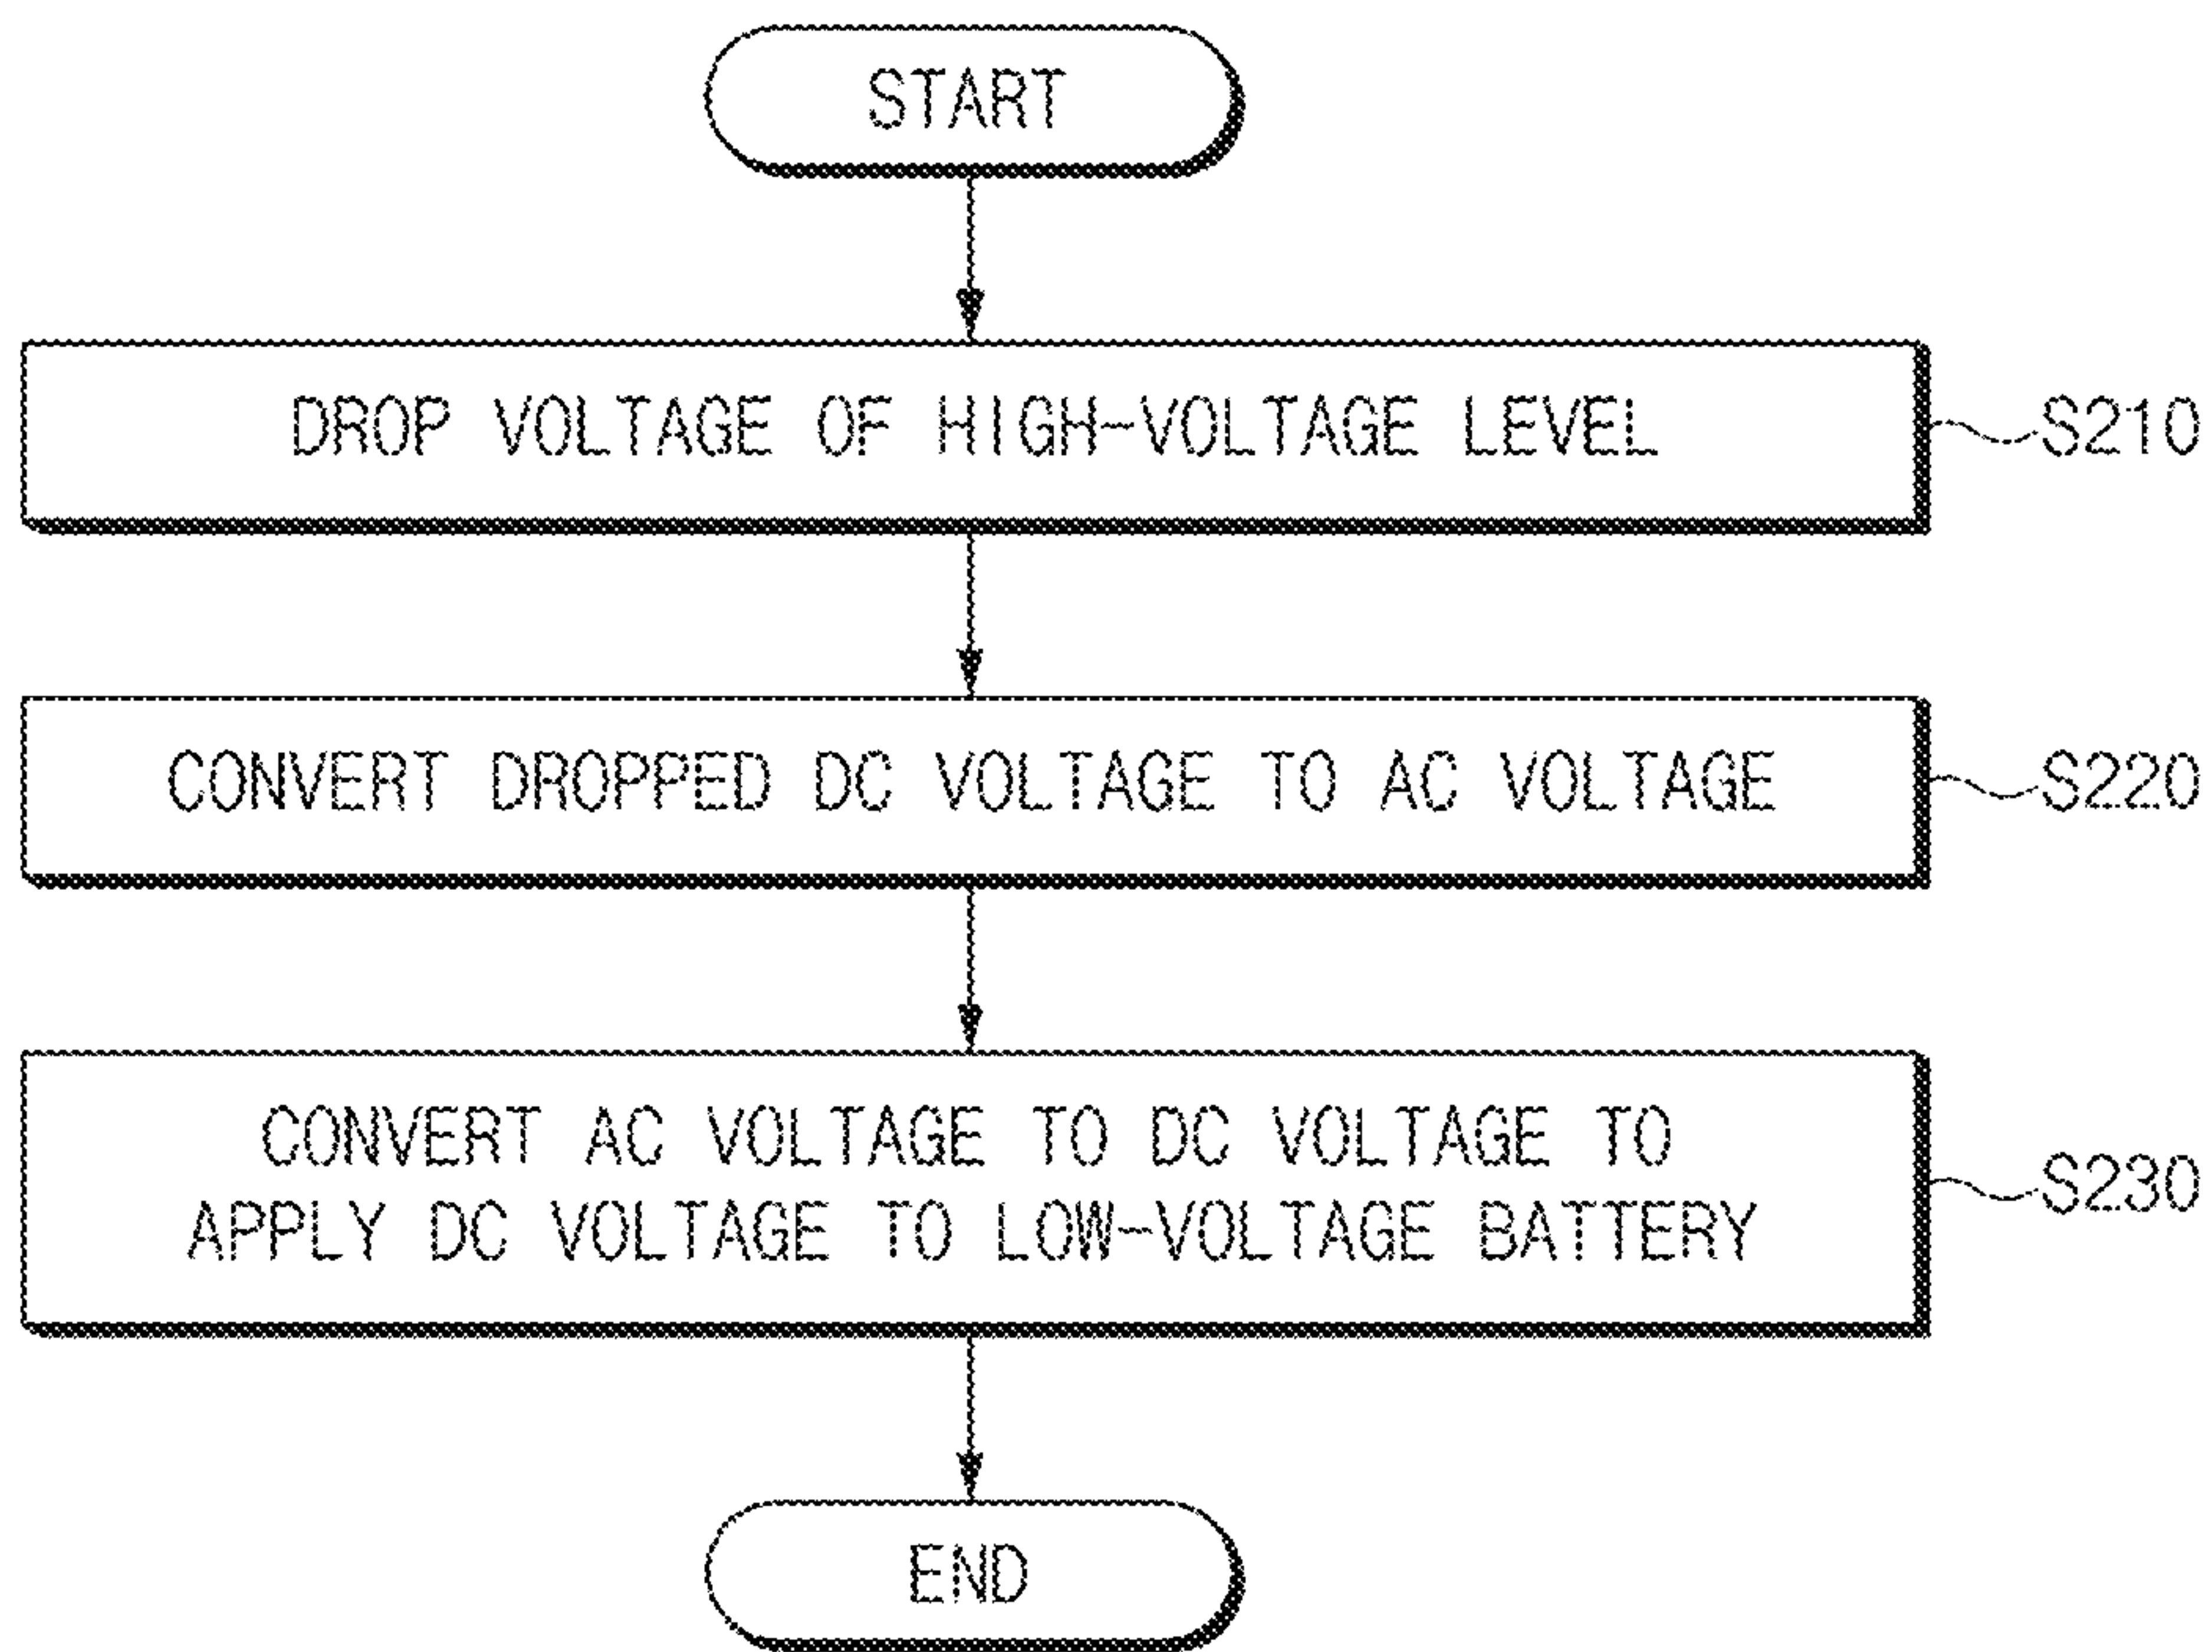 START
DROP VOLTAGE OF HIGH-VOLTAGE LEVEL
S210
CONVERT DROPPED DC VOLTAGE TO AC VOLTAGE
S220
CONVERT AC VOLTAGE TO DC VOLTAGE TO
APPLY DC VOLTAGE TO LOW-VOLTAGE BATTERY
S230
END